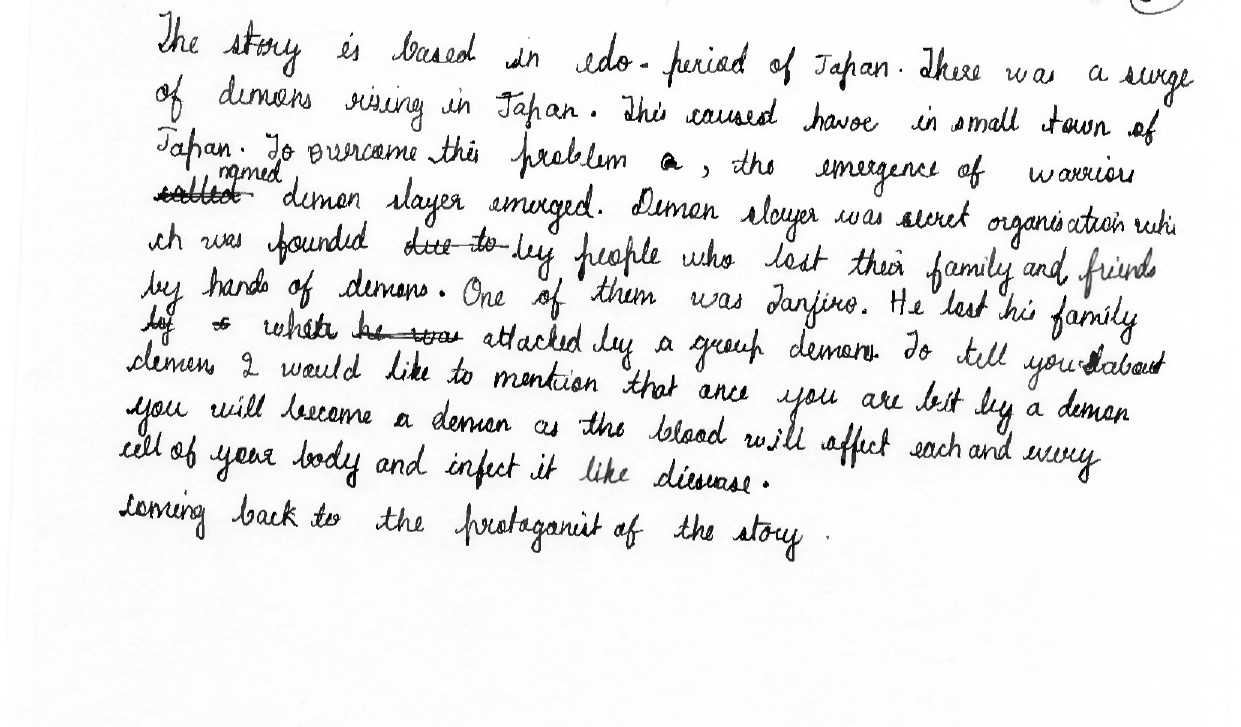 The story is based in edo-period of Japan. There was a surge
of demons rising in Japan. This caused havoc in small town of
Japan. To overcome this problem , the emergence of warriors
named
called demon slayer emerged. Demon slayer was secret organisation whi
ch was founded due to by people who lost their family and friends
by hands of demons. One of them was Tanjiro. He lost his family
by when he was attacked by a group demons. To tell you about
demons I would like to mention that once you are bit by a demon
you will become a demon as the blood will affect each and every
cell of your body and infect it like diesease.
coming back to the protaganist of the story.